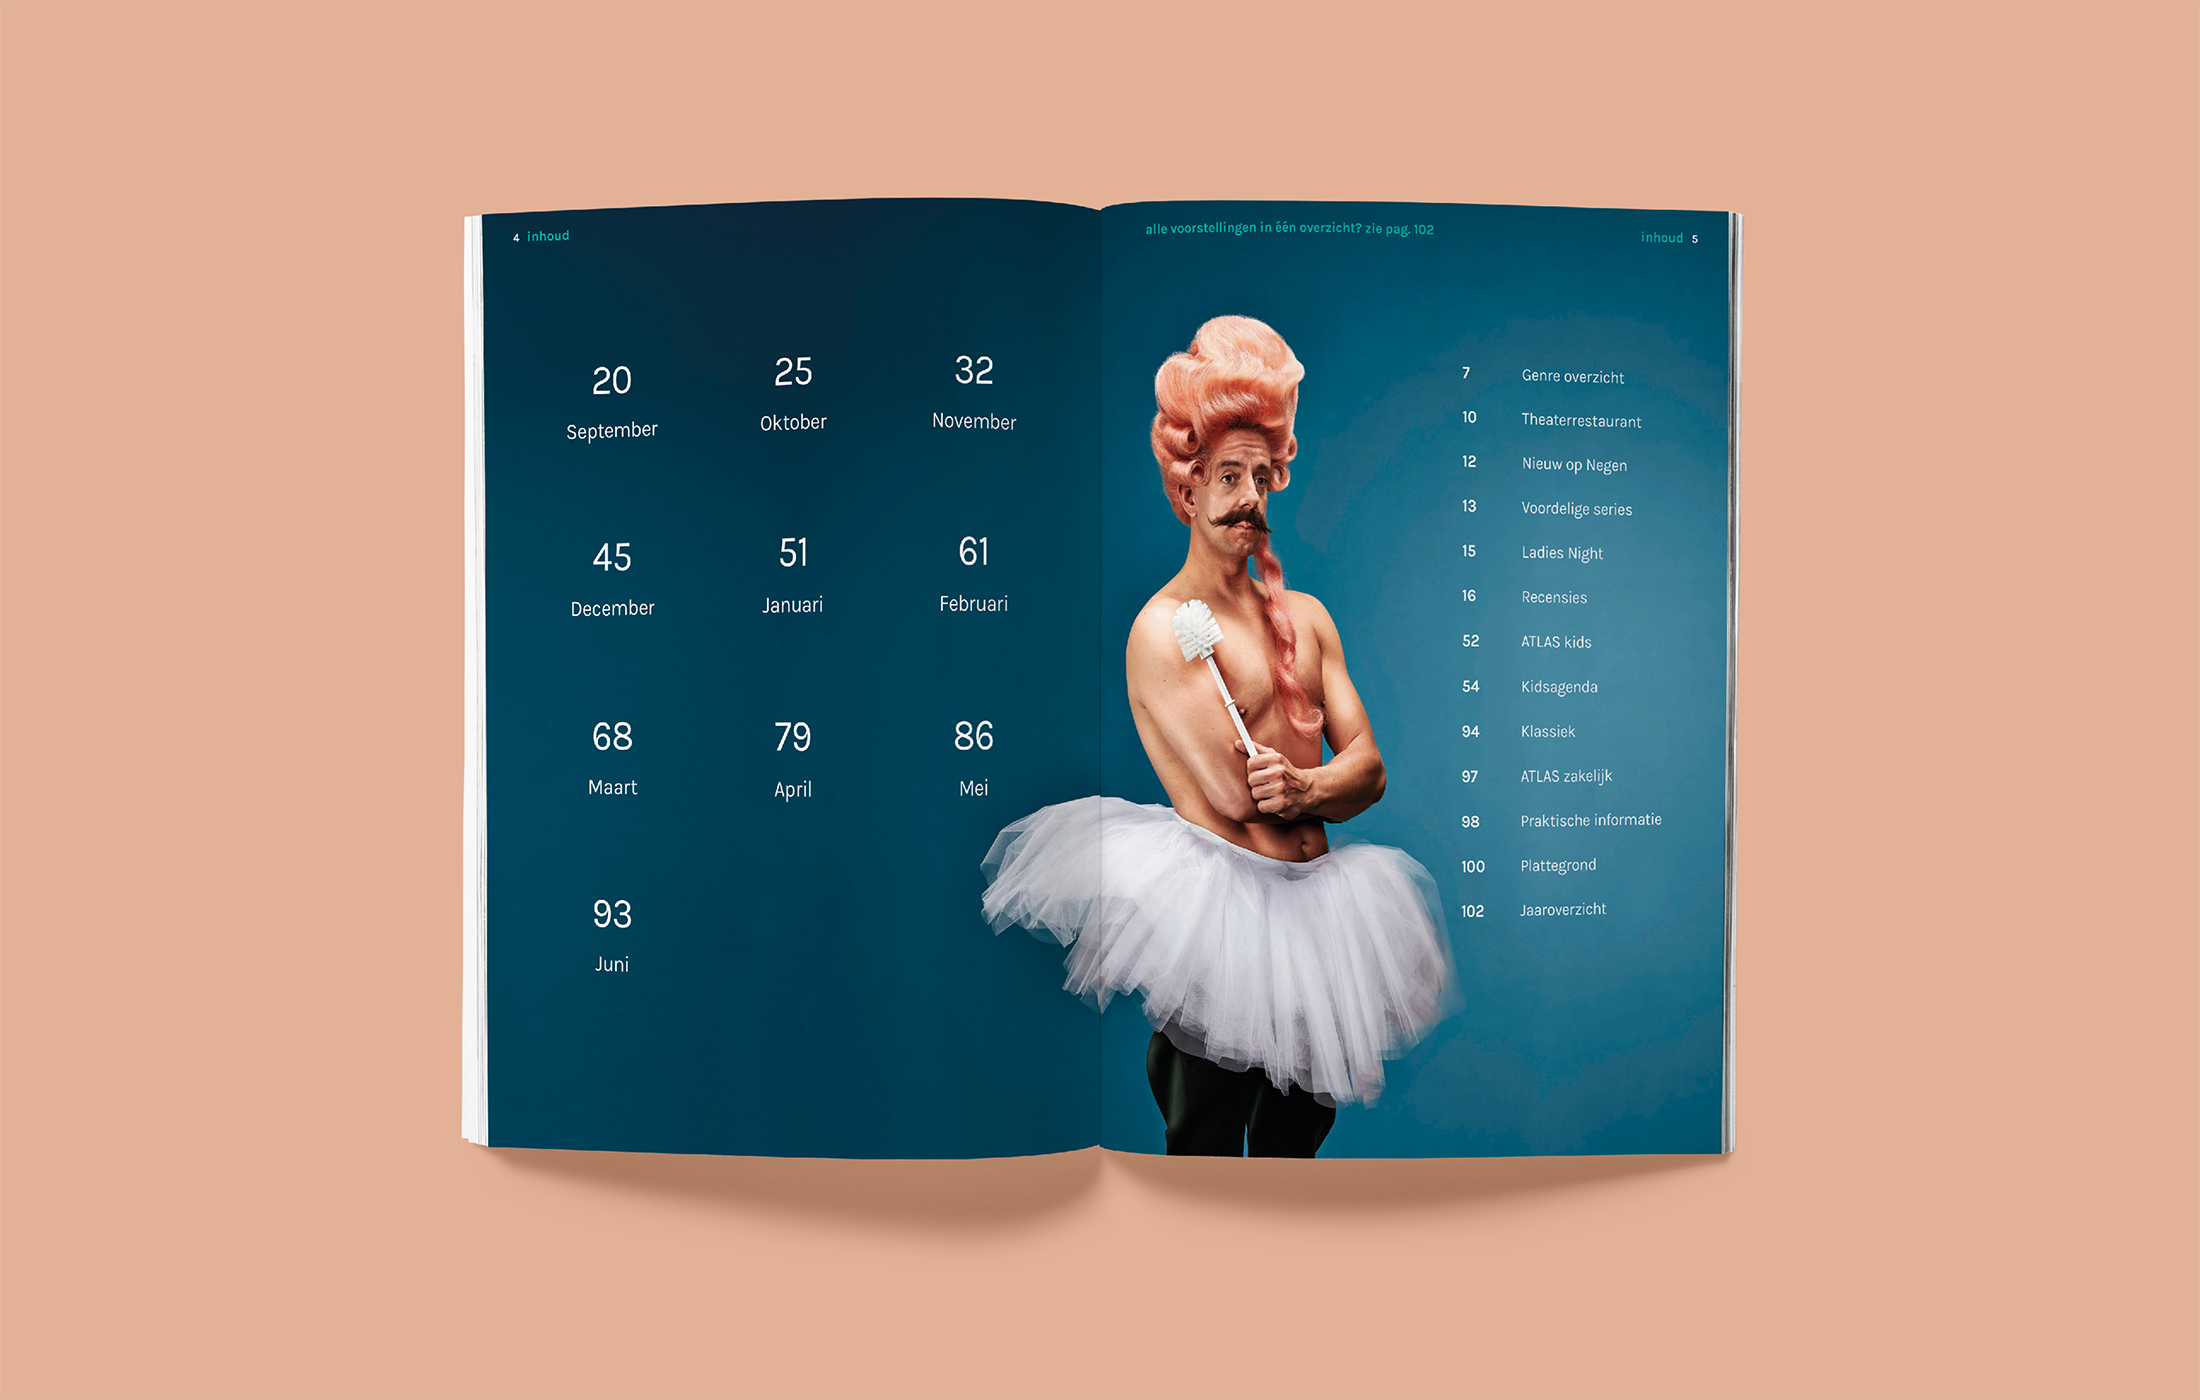 4 inhoud
20
September
25
Oktober
32
November
45
December
51
Januari
61
Februari
68
Maart
79
April
86
Mei
93
Juni
alle voorstellingen in één overzicht? zie pag. 102
inhoud 5
7 Genre overzicht
10 Theaterrestaurant
12 Nieuw op Negen
13 Voordelige series
15 Ladies Night
16 Recensies
52 ATLAS kids
54 Kidsagenda
94 Klassiek
97 ATLAS zakelijk
98 Praktische informatie
100 Plattegrond
102 Jaaroverzicht